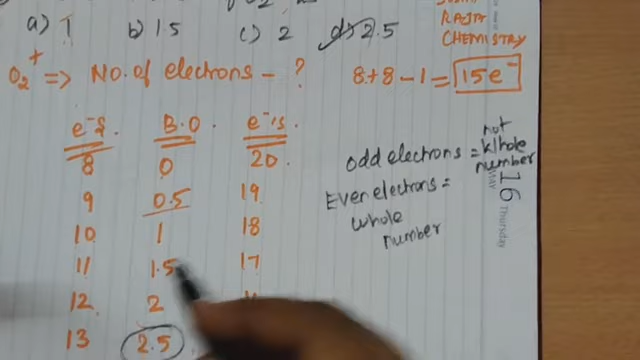 a) 1 b) 1.5 c) 2 d) 2.5
RAJA
CHEMISTRY
O2+ => No. of electrons - ? 8+8-1 = 15e-
e-s. B.O. e-s
8 0 20.
9 0.5 19
10 1 18
11 1.5 17
12 2
13 2.5
odd electrons = not
whole
number
Even electrons =
whole
number
16
MAY
Thursday